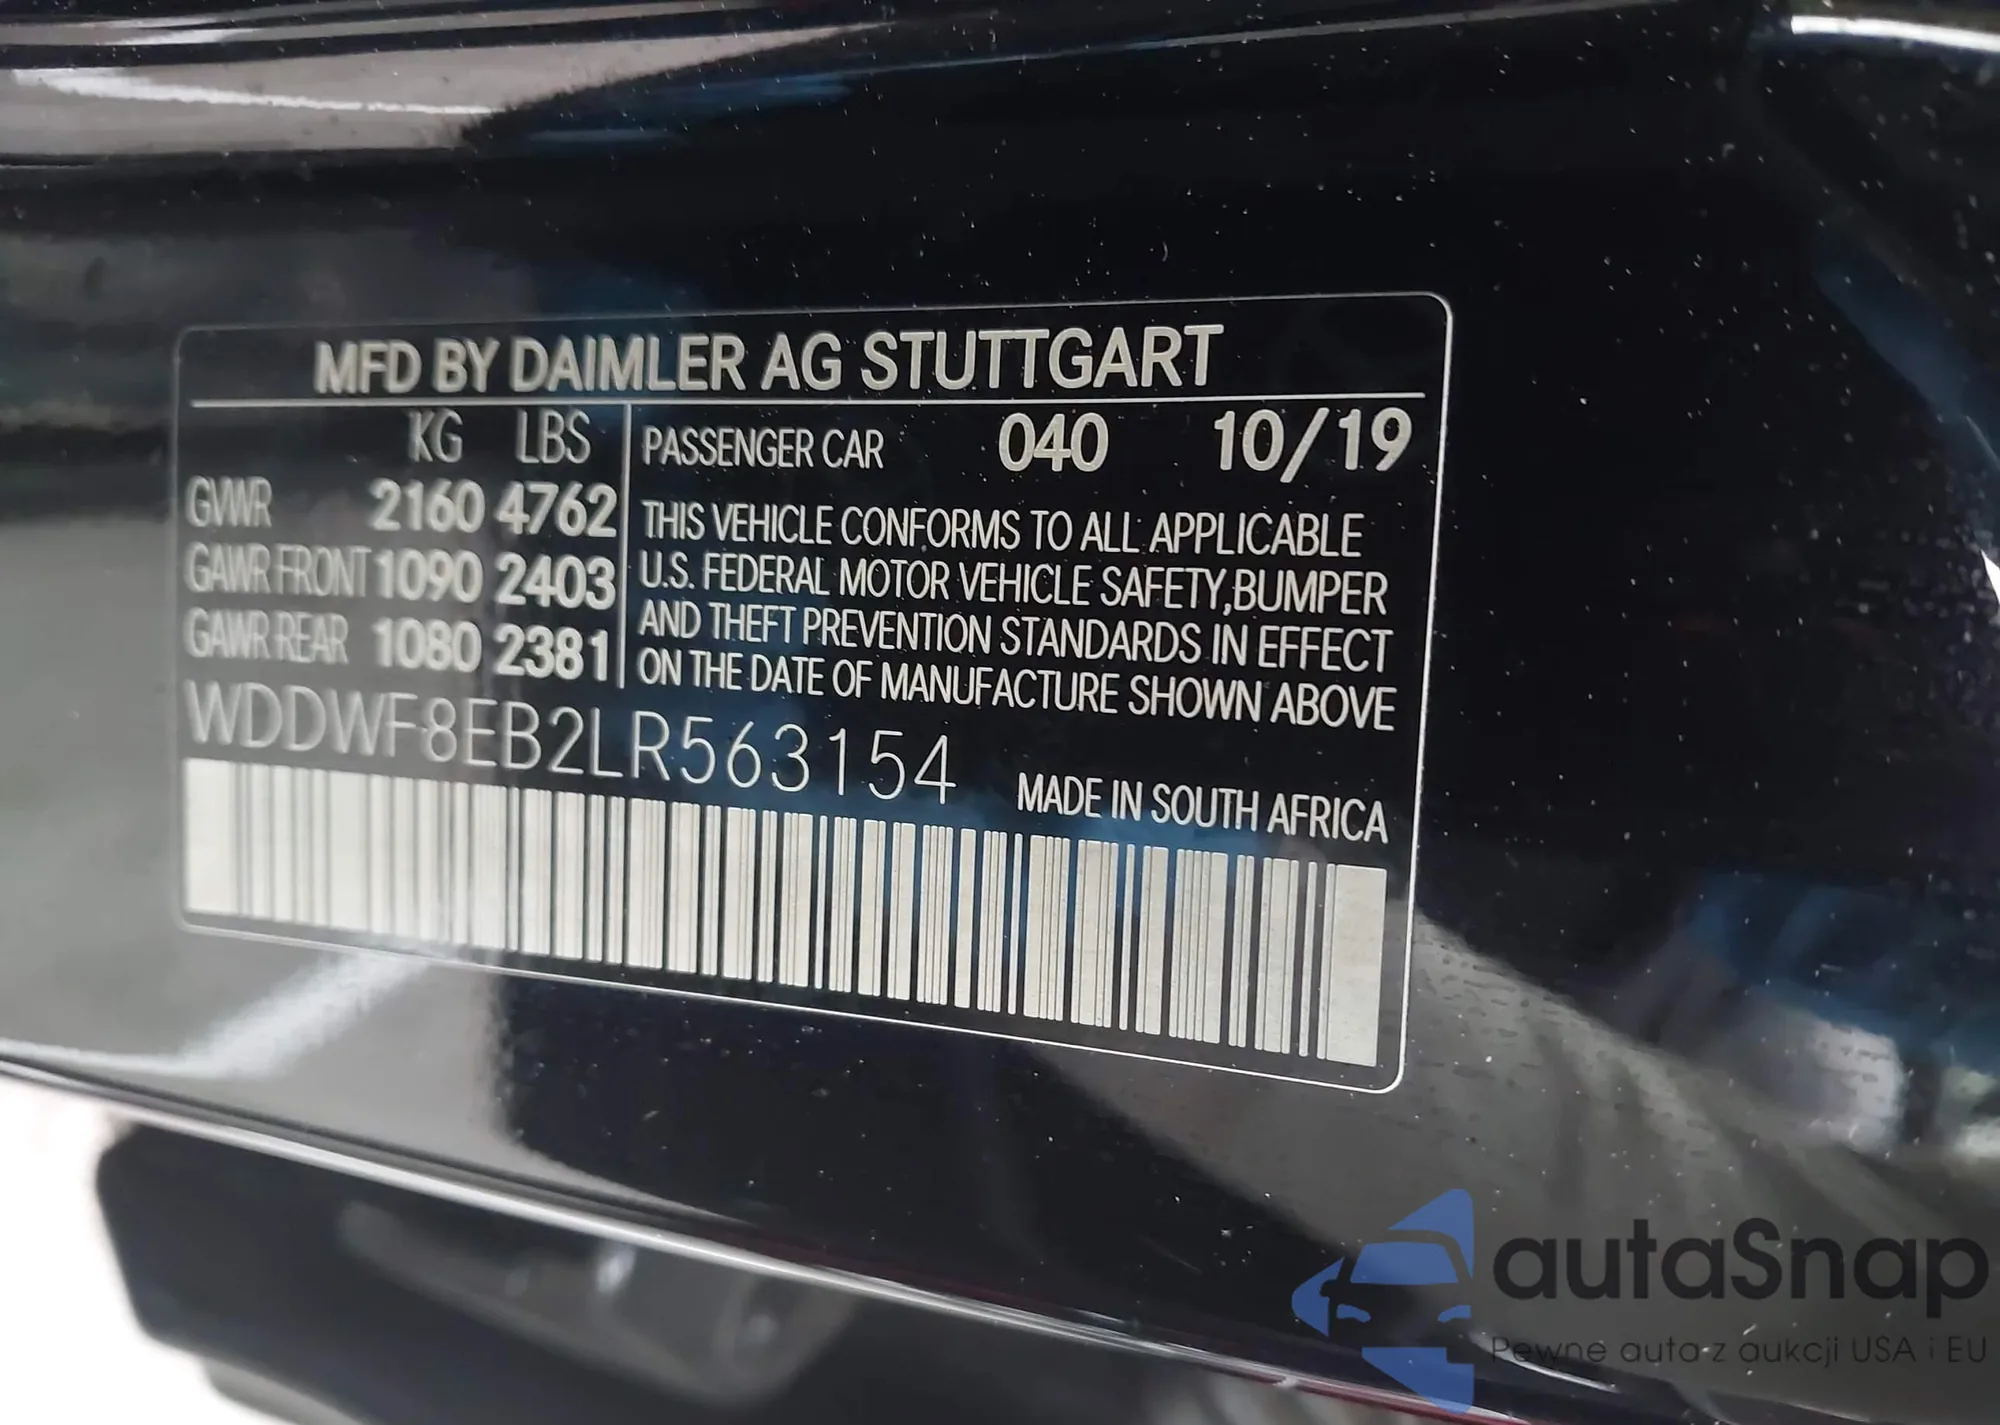 MFD BY DAIMLER AG STUTTGART
KG LBS
GVWR 2160 4762
GAWR FRONT 1090 2403
GAWR REAR 1080 2381
PASSENGER CAR 040 10/19
THIS VEHICLE CONFORMS TO ALL APPLICABLE
U.S. FEDERAL MOTOR VEHICLE SAFETY,BUMPER
AND THEFT PREVENTION STANDARDS IN EFFECT
ON THE DATE OF MANUFACTURE SHOWN ABOVE
WDDWF8EB2LR563154
MADE IN SOUTH AFRICA
autaSnap
Pewne auta z aukcji USA i EU